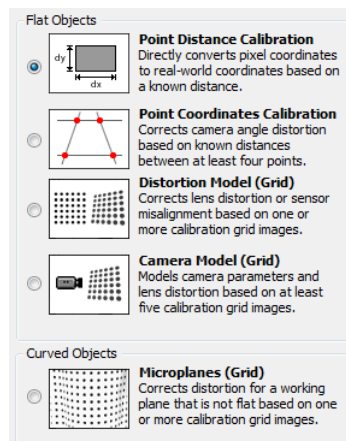 Flat Objects
Point Distance Calibration
Directly converts pixel coordinates
to real-world coordinates based on
a known distance.
dy
dx
Point Coordinates Calibration
Corrects camera angle distortion
based on known distances
between at least four points.
Distortion Model (Grid)
Corrects lens distortion or sensor
misalignment based on one or
more calibration grid images.
Camera Model (Grid)
Models camera parameters and
lens distortion based on at least
five calibration grid images.
Curved Objects
Microplanes (Grid)
Corrects distortion for a working
plane that is not flat based on one
or more calibration grid images.